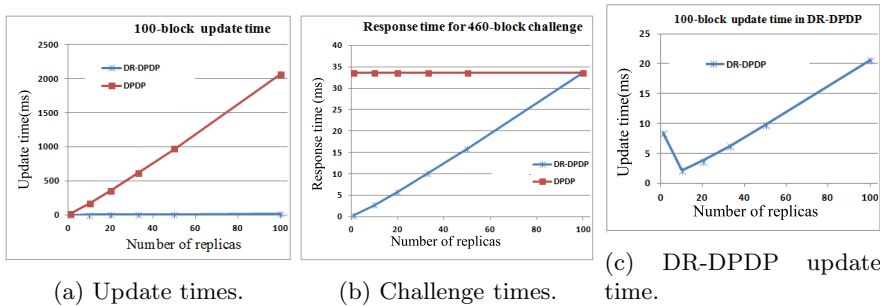 100-block update time
2500
2000
1500
1000
500
0
0
20
40
60
80
100
Update time(ms)
Number of replicas
DR-DPDP
DPDP
(a) Update times.
Response time for 460-block challenge
40
35
30
25
20
15
10
5
0
0
20
40
60
80
100
Response time (ms)
Number of replicas
DR-DPDP
DPDP
(b) Challenge times.
100-block update time in DR-DPDP
25
20
15
10
5
0
0
20
40
60
80
100
Update time(ms)
Number of replicas
DR-DPDP
(c) DR-DPDP update
time.